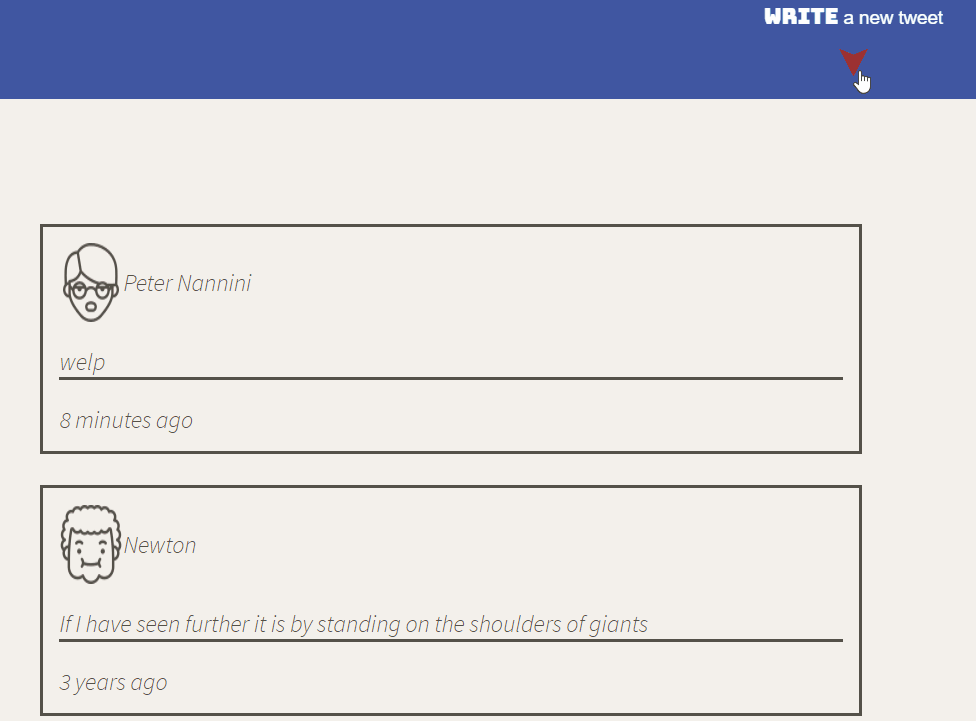 WRITE a new tweet
Peter Nannini
welp
8 minutes ago
Newton
If I have seen further it is by standing on the shoulders of giants
3 years ago